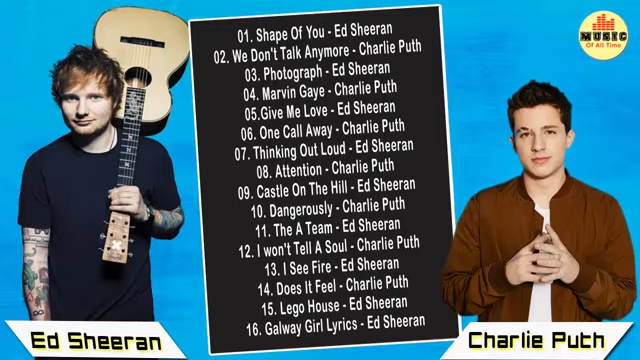 01. Shape Of You - Ed Sheeran
02. We Don't Talk Anymore - Charlie Puth
03. Photograph - Ed Sheeran
04. Marvin Gaye - Charlie Puth
05.Give Me Love - Ed Sheeran
06. One Call Away - Charlie Puth
07. Thinking Out Loud - Ed Sheeran
08. Attention - Charlie Puth
09. Castle On The Hill - Ed Sheeran
10. Dangerously - Charlie Puth
11. The A Team - Ed Sheeran
12. I won't Tell A Soul - Charlie Puth
13. I See Fire - Ed Sheeran
14. Does It Feel - Charlie Puth
15. Lego House - Ed Sheeran
16. Galway Girl Lyrics - Ed Sheeran
MUSIC
Of All Time
Ed Sheeran
Charlie Puth